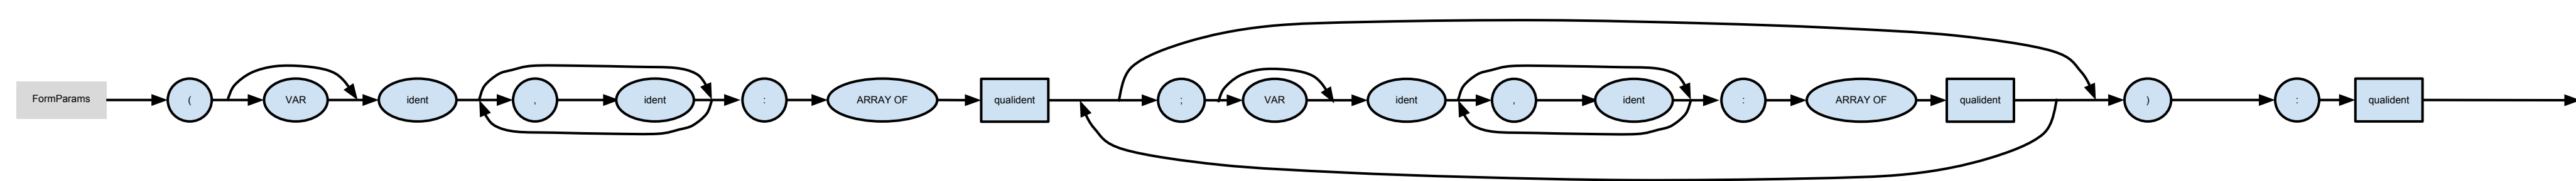 FormParams ( VAR ident , ident : ARRAY OF qualident ; VAR ident , ident : ARRAY OF qualident ) : qualident